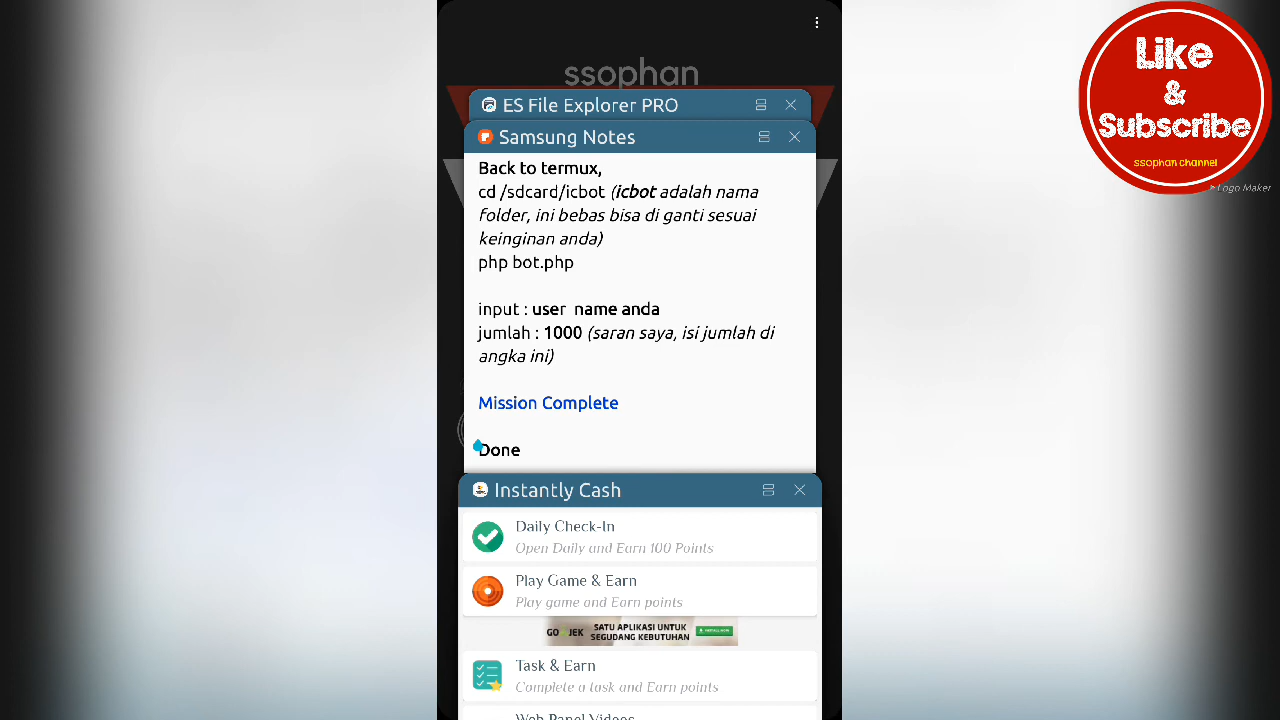 ssophan
ES File Explorer PRO
Samsung Notes
Back to termux,
cd /sdcard/icbot (icbot adalah nama
folder, ini bebas bisa di ganti sesuai
keinginan anda)
php bot.php
input : user name anda
jumlah : 1000 (saran saya, isi jumlah di
angka ini)
Mission Complete
Done
Instantly Cash
Daily Check-In
Open Daily and Earn 100 Points
Play Game & Earn
Play game and Earn points
GO JEK
SATU APLIKASI UNTUK
SEGUDANG KEBUTUHAN
Task & Earn
Complete a task and Earn points
Web Panel Videos
Like
&
Subscribe
ssophan channel
Logo Maker